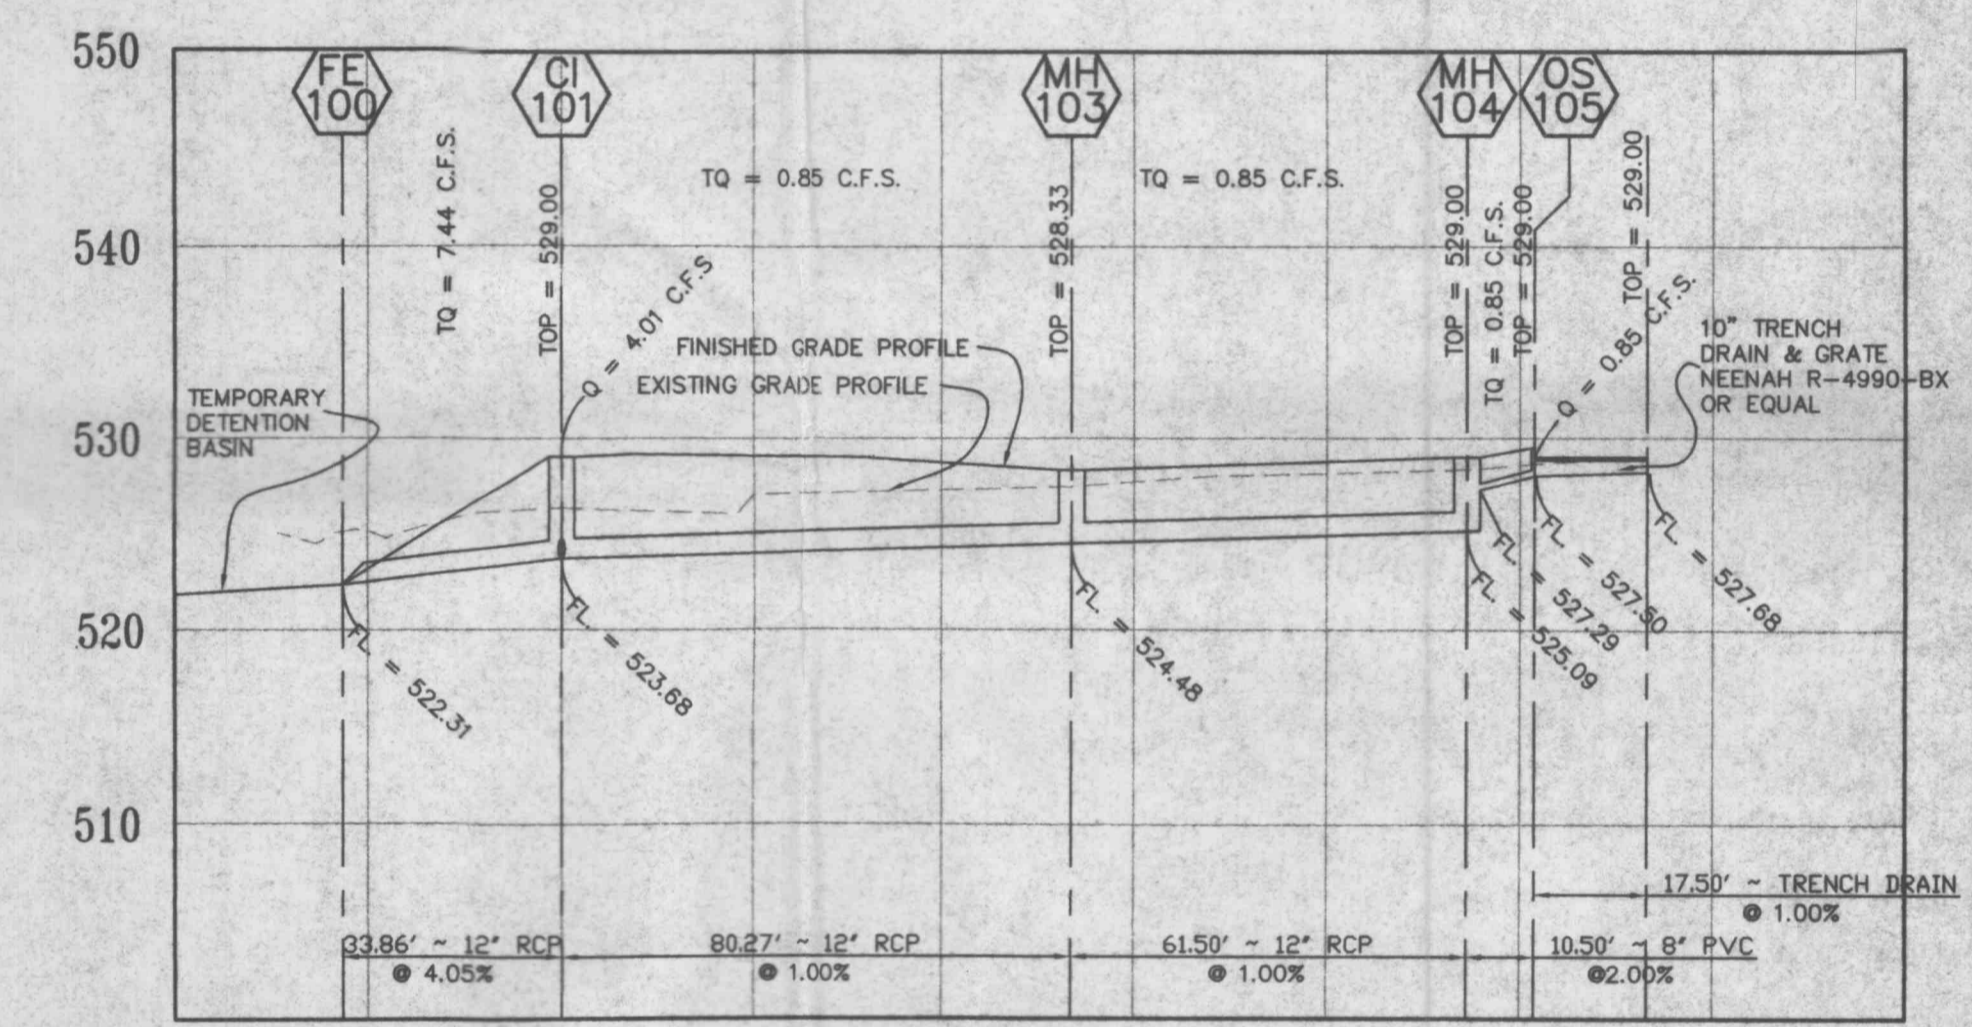 550
540
530
520
510
FE
100
CI
101
MH
103
MH
104
OS
105
TQ = 7.44 C.F.S.
TOP = 529.00
Q = 4.01 C.F.S
TQ = 0.85 C.F.S.
TOP = 528.33
TQ = 0.85 C.F.S.
TOP = 529.00
TQ = 0.85 C.F.S.
TOP = 529.00
TOP = 529.00
Q = 0.85 C.F.S.
FINISHED GRADE PROFILE
EXISTING GRADE PROFILE
10" TRENCH
DRAIN & GRATE
NEENAH R-4990-BX
OR EQUAL
TEMPORARY
DETENTION
BASIN
FL. = 522.31
FL. = 523.68
FL. = 524.48
FL. = 525.09
FL. = 527.29
FL. = 527.50
FL. = 527.68
17.50' ~ TRENCH DRAIN
@ 1.00%
33.86' ~ 12" RCP
@ 4.05%
80.27' ~ 12" RCP
@ 1.00%
61.50' ~ 12" RCP
@ 1.00%
10.50' ~ 8" PVC
@2.00%